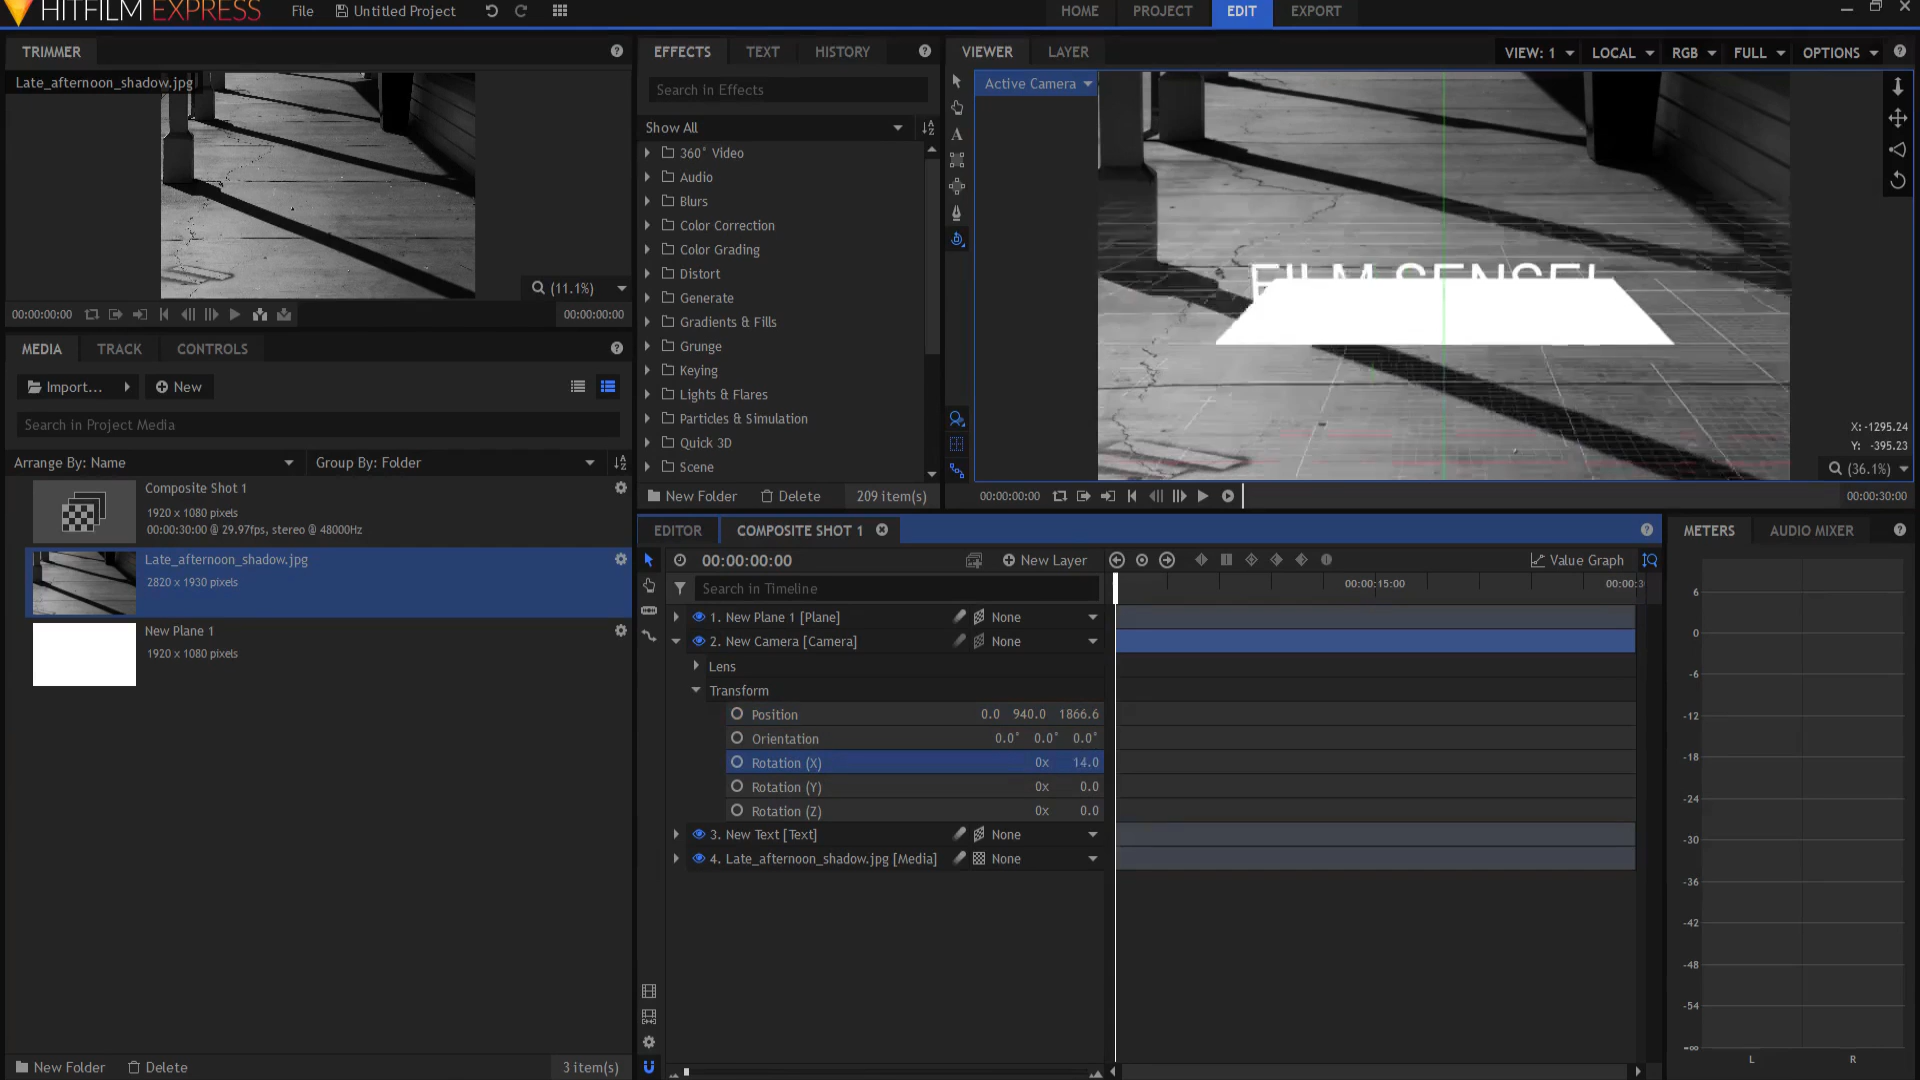 HITFILM EXPRESS
File
Untitled Project
HOME
PROJECT
EDIT
EXPORT
TRIMMER
Late_afternoon_shadow.jpg
(11.1%)
00:00:00:00
00:00:00:00
MEDIA
TRACK
CONTROLS
Import...
New
Search in Project Media
Arrange By: Name
Group By: Folder
Composite Shot 1
1920 x 1080 pixels
00:00:30:00 @ 29.97fps, stereo @ 48000Hz
Late_afternoon_shadow.jpg
2820 x 1930 pixels
New Plane 1
1920 x 1080 pixels
New Folder
Delete
3 item(s)
EFFECTS
TEXT
HISTORY
Search in Effects
Show All
360° Video
Audio
Blurs
Color Correction
Color Grading
Distort
Generate
Gradients & Fills
Grunge
Keying
Lights & Flares
Particles & Simulation
Quick 3D
Scene
New Folder
Delete
209 item(s)
VIEWER
LAYER
VIEW: 1
LOCAL
RGB
FULL
OPTIONS
Active Camera
FILM SENSEI
X: -1295.24
Y: -395.23
(36.1%)
00:00:00:00
00:00:30:00
EDITOR
COMPOSITE SHOT 1
00:00:00:00
New Layer
Value Graph
Search in Timeline
00:00:15:00
00:00:3
1. New Plane 1 [Plane]
None
2. New Camera [Camera]
None
Lens
Transform
Position
0.0 940.0 1866.6
Orientation
0.0° 0.0° 0.0°
Rotation (X)
0x 14.0
Rotation (Y)
0x 0.0
Rotation (Z)
0x 0.0
3. New Text [Text]
None
4. Late_afternoon_shadow.jpg [Media]
None
METERS
AUDIO MIXER
6
0
-6
-12
-18
-24
-30
-36
-42
-48
-54
-∞
L
R